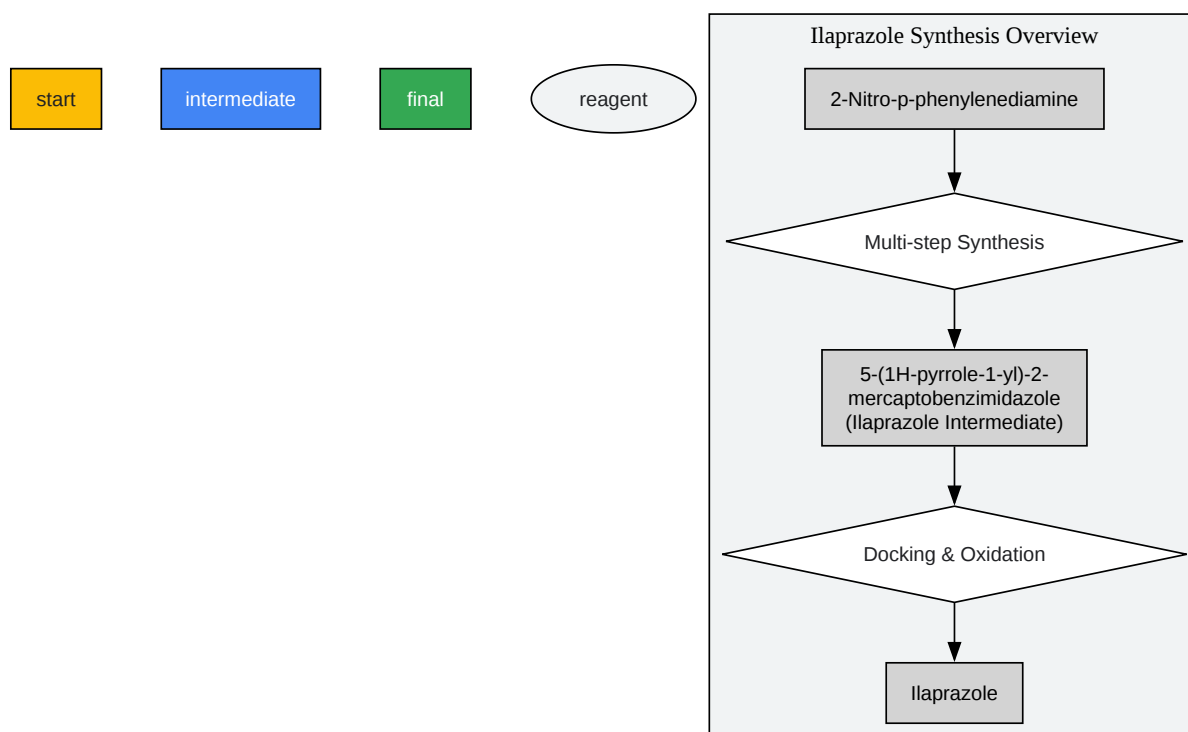 Ilaprazole Synthesis Overview
start
intermediate
final
reagent
2-Nitro-p-phenylenediamine
Multi-step Synthesis
5-(1H-pyrrole-1-yl)-2-
mercaptobenzimidazole
(Ilaprazole Intermediate)
Docking & Oxidation
Ilaprazole